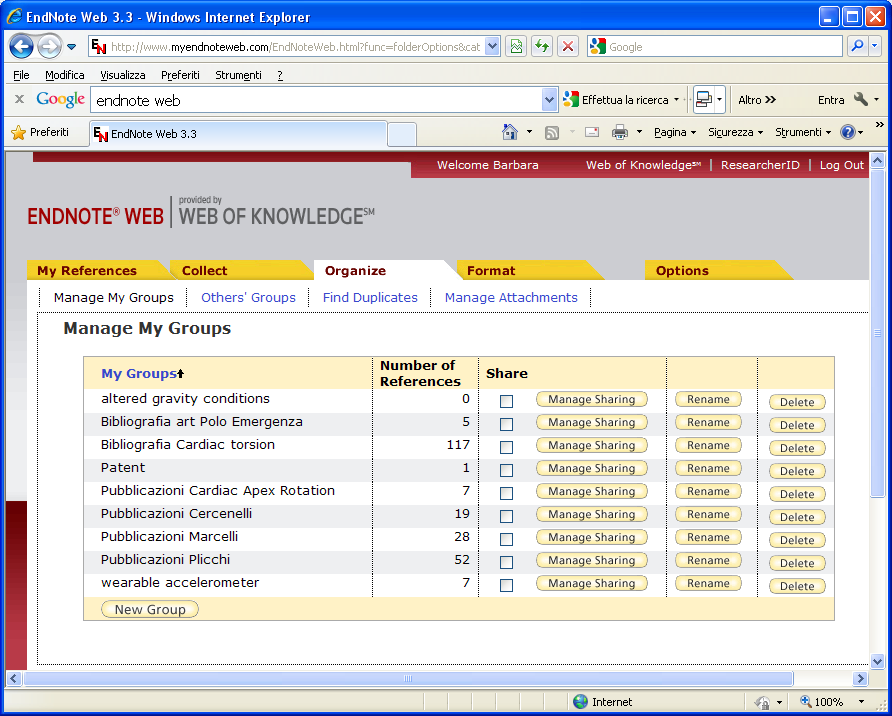 EndNote Web 3.3 - Windows Internet Explorer
http://www.myendnoteweb.com/EndNoteWeb.html?func=folderOptions&cat
Google
File Modifica Visualizza Preferiti Strumenti ?
x Google endnote web Effettua la ricerca Altro >> Entra
Preferiti EndNote Web 3.3 Pagina Sicurezza Strumenti >>
Welcome Barbara Web of Knowledge℠ | ResearcherID | Log Out
ENDNOTE® WEB provided by
WEB OF KNOWLEDGE℠
My References Collect Organize Format Options
Manage My Groups Others' Groups Find Duplicates Manage Attachments
Manage My Groups
My Groups Number of References Share
altered gravity conditions 0 Manage Sharing Rename Delete
Bibliografia art Polo Emergenza 5 Manage Sharing Rename Delete
Bibliografia Cardiac torsion 117 Manage Sharing Rename Delete
Patent 1 Manage Sharing Rename Delete
Pubblicazioni Cardiac Apex Rotation 7 Manage Sharing Rename Delete
Pubblicazioni Cercenelli 19 Manage Sharing Rename Delete
Pubblicazioni Marcelli 28 Manage Sharing Rename Delete
Pubblicazioni Plicchi 52 Manage Sharing Rename Delete
wearable accelerometer 7 Manage Sharing Rename Delete
New Group
Internet 100%